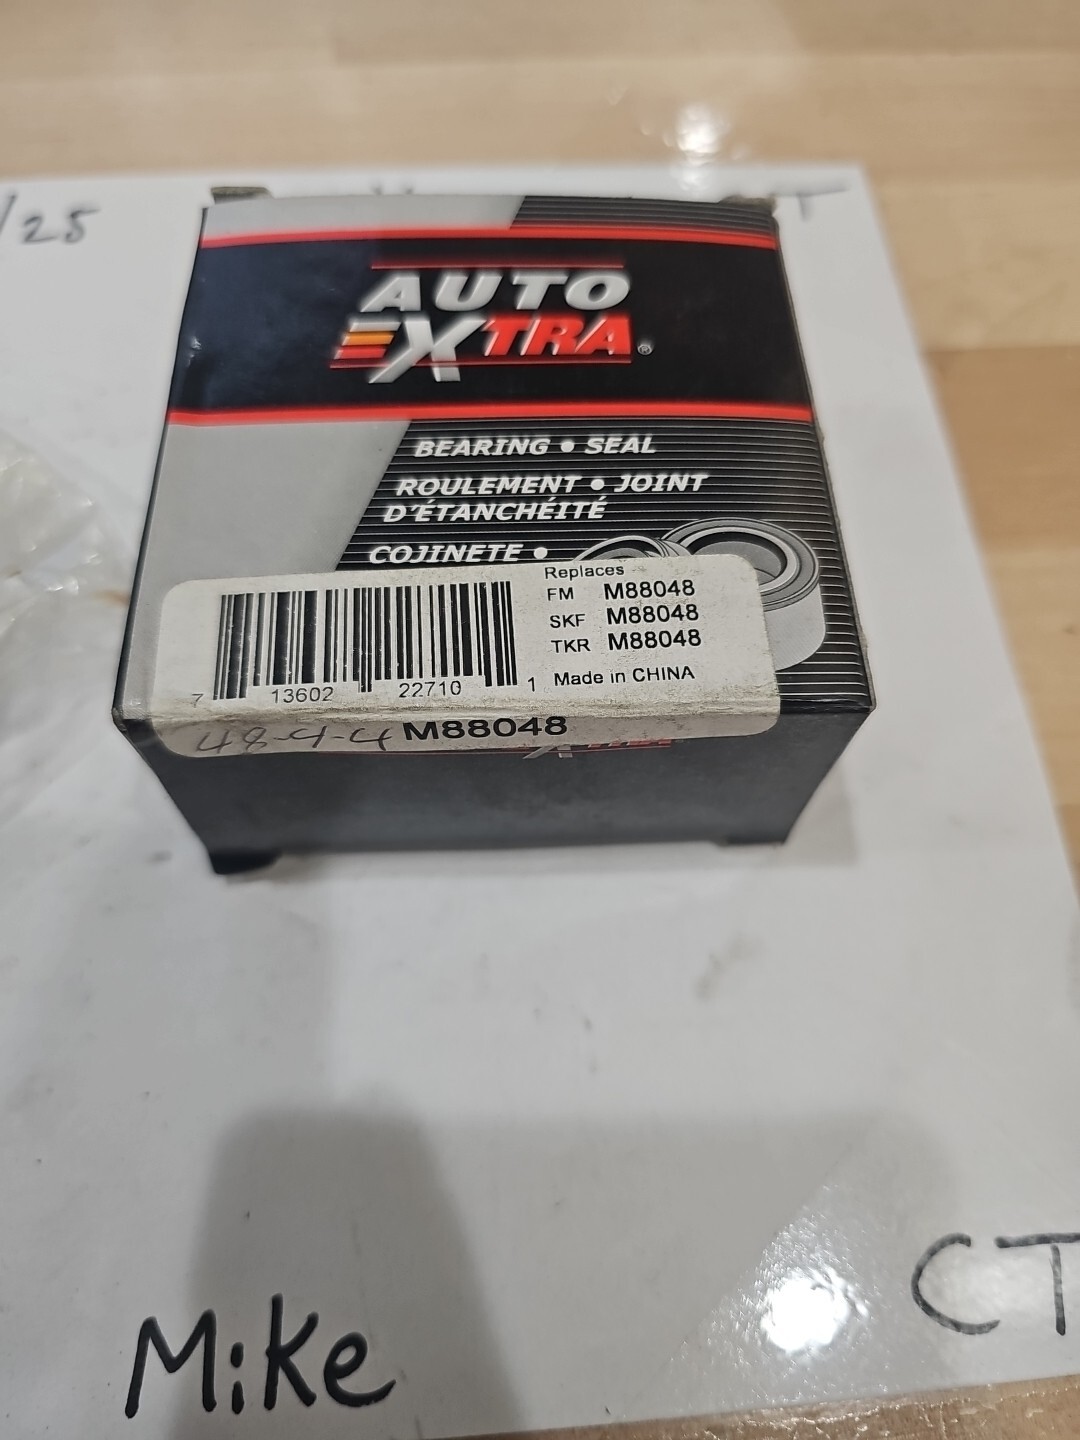 /25
AUTO
EXTRA®
BEARING • SEAL
ROULEMENT • JOINT
D'ÉTANCHÉITÉ
COJINETE •
Replaces
FM M88048
SKF M88048
TKR M88048
Made in CHINA
7 13602 22710 1
48-4-4 M88048
Mike
CT